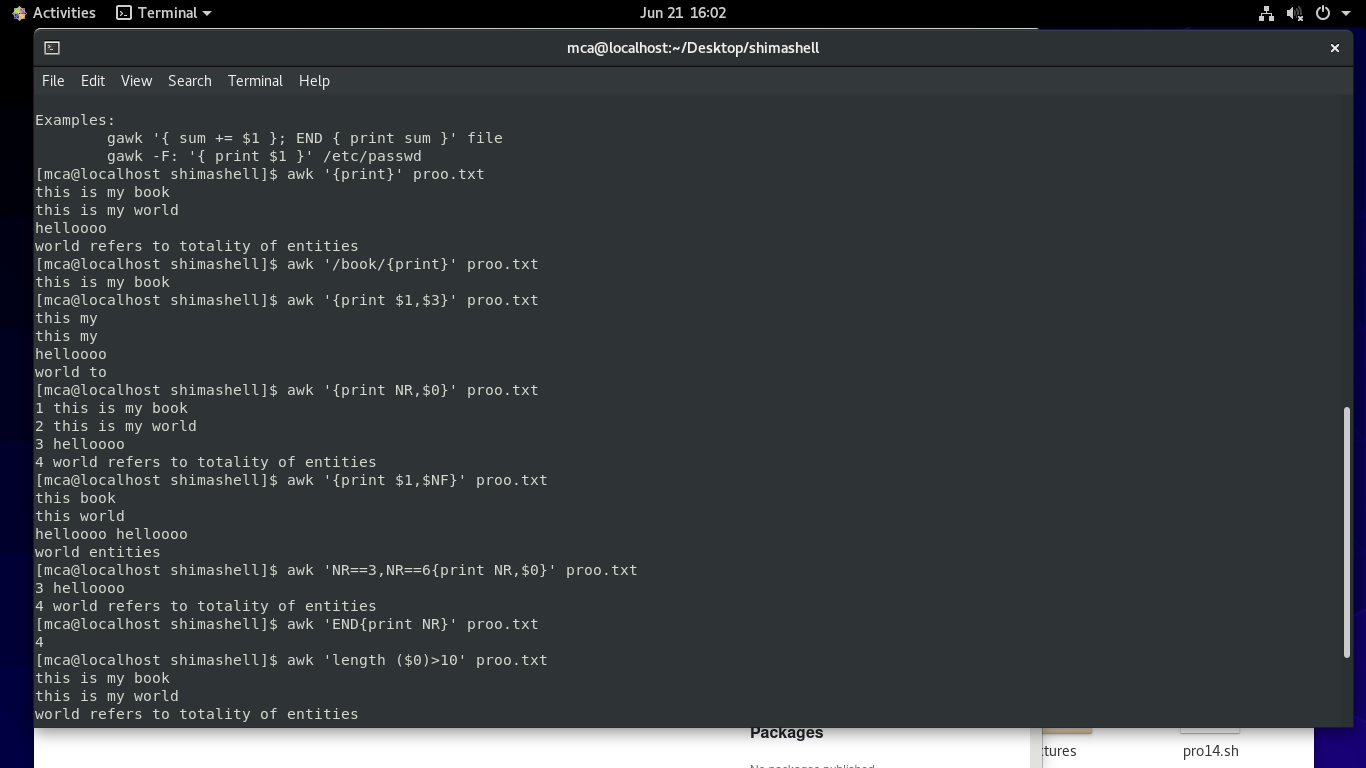 Activities Terminal Jun 21 16:02
mca@localhost:~/Desktop/shimashell
File Edit View Search Terminal Help
Examples:
gawk '{ sum += $1 }; END { print sum }' file
gawk -F: '{ print $1 }' /etc/passwd
[mca@localhost shimashell]$ awk '{print}' proo.txt
this is my book
this is my world
helloooo
world refers to totality of entities
[mca@localhost shimashell]$ awk '/book/{print}' proo.txt
this is my book
[mca@localhost shimashell]$ awk '{print $1,$3}' proo.txt
this my
this my
helloooo
world to
[mca@localhost shimashell]$ awk '{print NR,$0}' proo.txt
1 this is my book
2 this is my world
3 helloooo
4 world refers to totality of entities
[mca@localhost shimashell]$ awk '{print $1,$NF}' proo.txt
this book
this world
helloooo helloooo
world entities
[mca@localhost shimashell]$ awk 'NR==3,NR==6{print NR,$0}' proo.txt
3 helloooo
4 world refers to totality of entities
[mca@localhost shimashell]$ awk 'END{print NR}' proo.txt
4
[mca@localhost shimashell]$ awk 'length ($0)>10' proo.txt
this is my book
this is my world
world refers to totality of entities
Packages
No packages published
ctures pro14.sh